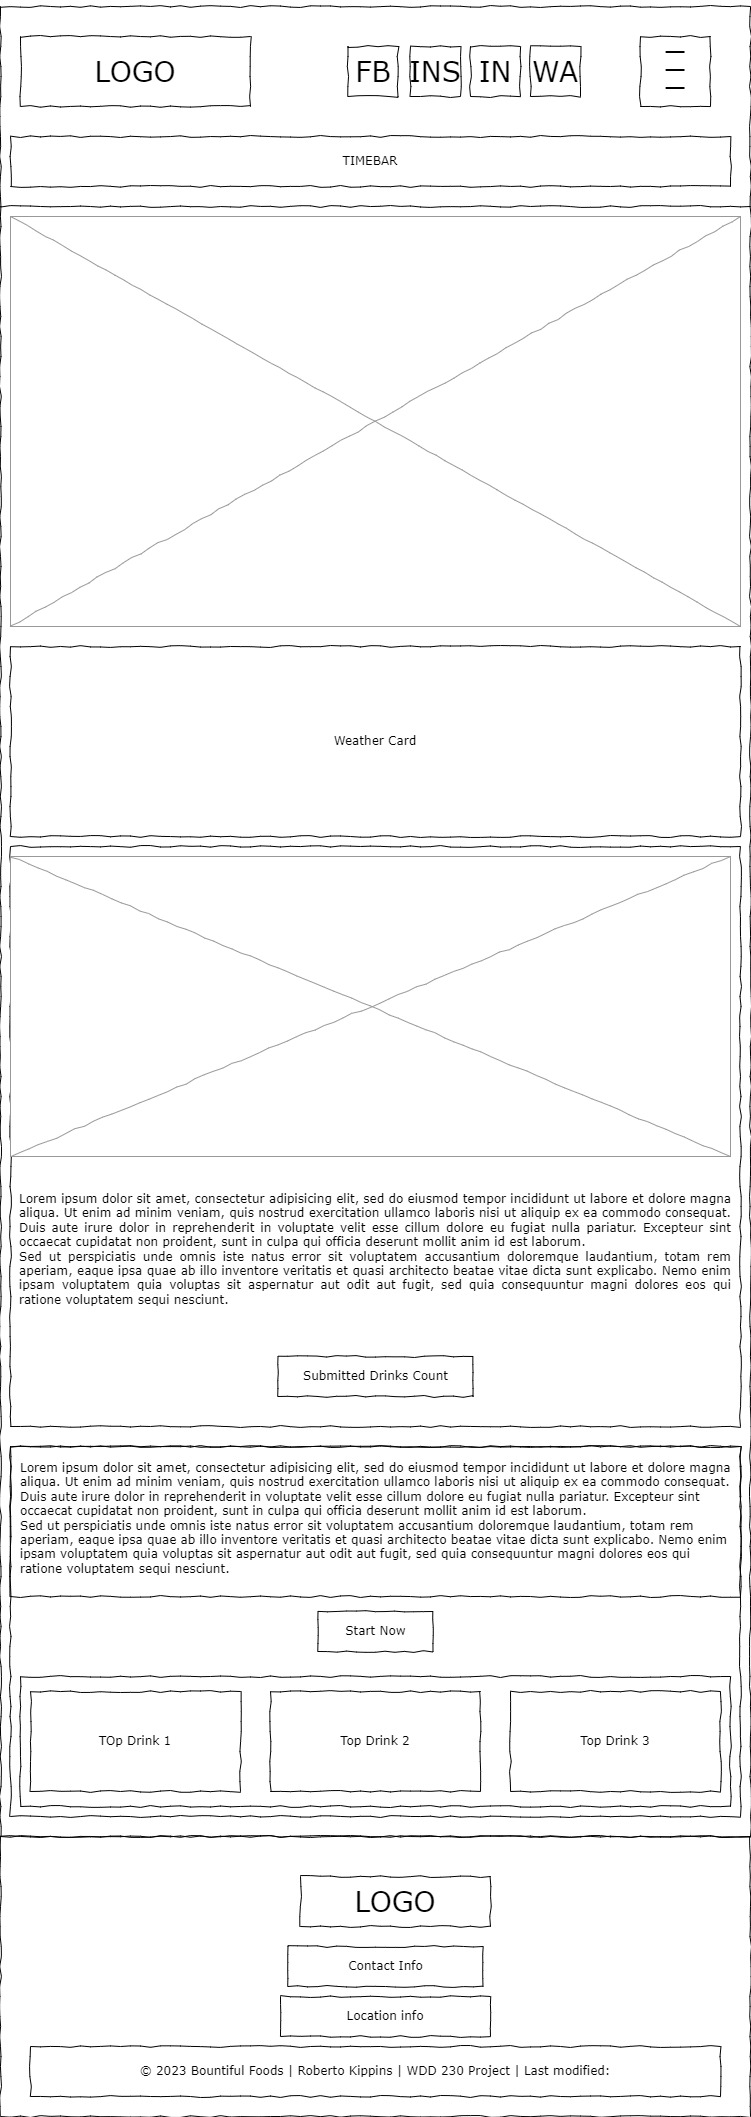 LOGO
FB INS IN WA
TIMEBAR
Weather Card
Lorem ipsum dolor sit amet, consectetur adipisicing elit, sed do eiusmod tempor incididunt ut labore et dolore magna
aliqua. Ut enim ad minim veniam, quis nostrud exercitation ullamco laboris nisi ut aliquip ex ea commodo consequat.
Duis aute irure dolor in reprehenderit in voluptate velit esse cillum dolore eu fugiat nulla pariatur. Excepteur sint
occaecat cupidatat non proident, sunt in culpa qui officia deserunt mollit anim id est laborum.
Sed ut perspiciatis unde omnis iste natus error sit voluptatem accusantium doloremque laudantium, totam rem
aperiam, eaque ipsa quae ab illo inventore veritatis et quasi architecto beatae vitae dicta sunt explicabo. Nemo enim
ipsam voluptatem quia voluptas sit aspernatur aut odit aut fugit, sed quia consequuntur magni dolores eos qui
ratione voluptatem sequi nesciunt.
Submitted Drinks Count
Lorem ipsum dolor sit amet, consectetur adipisicing elit, sed do eiusmod tempor incididunt ut labore et dolore magna
aliqua. Ut enim ad minim veniam, quis nostrud exercitation ullamco laboris nisi ut aliquip ex ea commodo consequat.
Duis aute irure dolor in reprehenderit in voluptate velit esse cillum dolore eu fugiat nulla pariatur. Excepteur sint
occaecat cupidatat non proident, sunt in culpa qui officia deserunt mollit anim id est laborum.
Sed ut perspiciatis unde omnis iste natus error sit voluptatem accusantium doloremque laudantium, totam rem
aperiam, eaque ipsa quae ab illo inventore veritatis et quasi architecto beatae vitae dicta sunt explicabo. Nemo enim
ipsam voluptatem quia voluptas sit aspernatur aut odit aut fugit, sed quia consequuntur magni dolores eos qui
ratione voluptatem sequi nesciunt.
Start Now
TOp Drink 1
Top Drink 2
Top Drink 3
LOGO
Contact Info
Location info
© 2023 Bountiful Foods | Roberto Kippins | WDD 230 Project | Last modified: